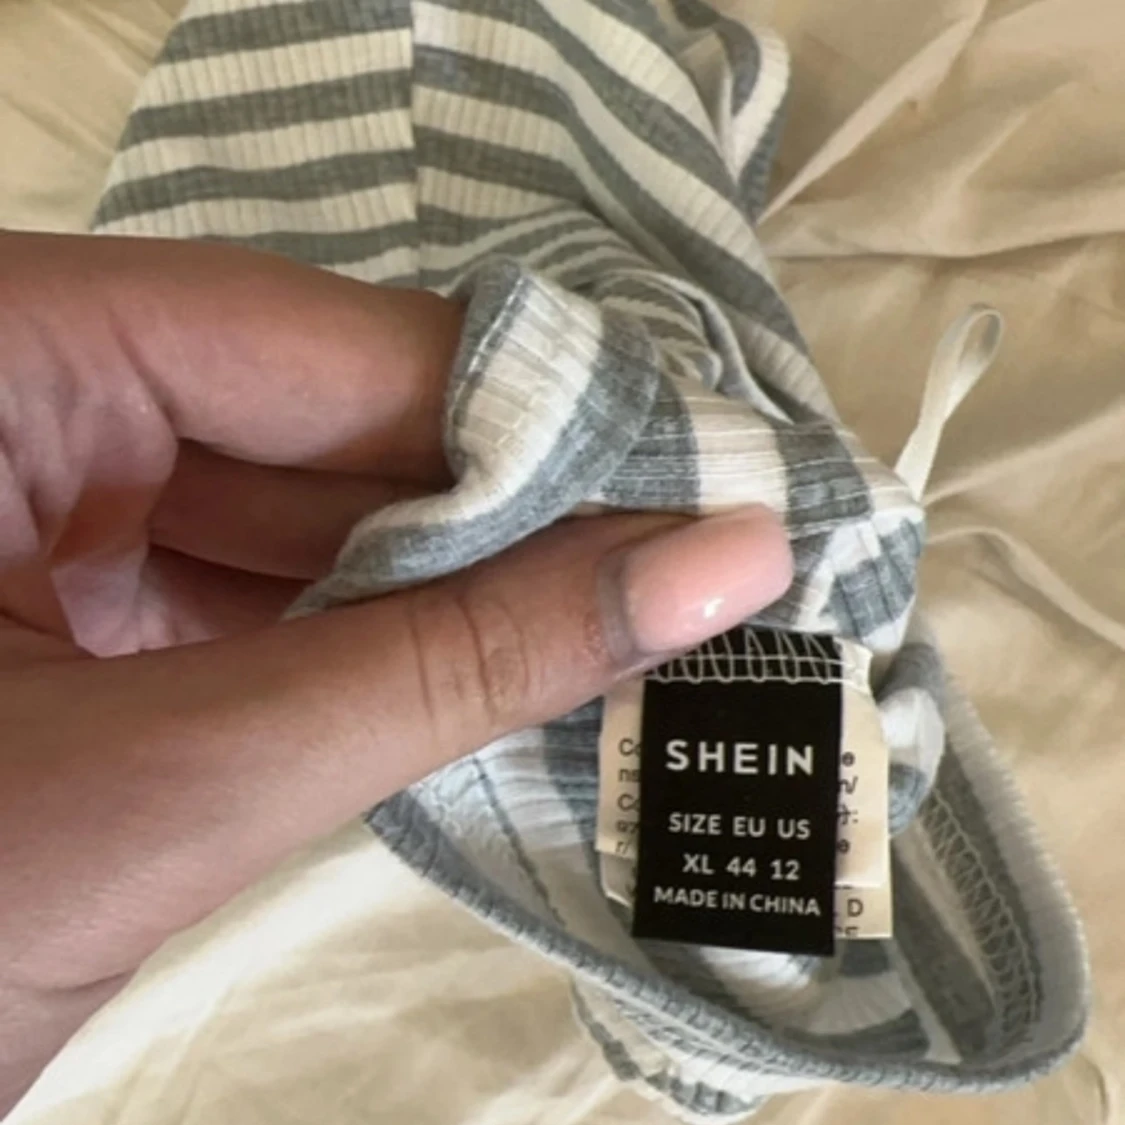 SHEIN
SIZE EU US
XL 44 12
MADE IN CHINA